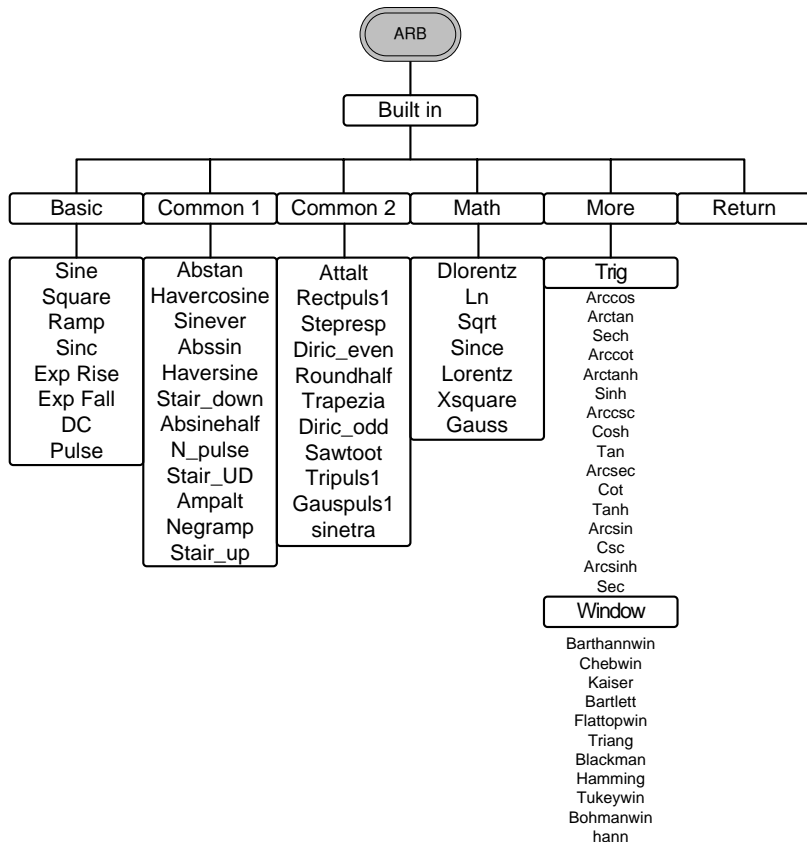 ARB
Built in
Basic
Common 1
Common 2
Math
More
Return
Sine
Square
Ramp
Sinc
Exp Rise
Exp Fall
DC
Pulse
Abstan
Havercosine
Sinever
Abssin
Haversine
Stair_down
Absinehalf
N_pulse
Stair_UD
Ampalt
Negramp
Stair_up
Attalt
Rectpuls1
Stepresp
Diric_even
Roundhalf
Trapezia
Diric_odd
Sawtoot
Tripuls1
Gauspuls1
sinetra
Dlorentz
Ln
Sqrt
Since
Lorentz
Xsquare
Gauss
Trig
Arccos
Arctan
Sech
Arccot
Arctanh
Sinh
Arccsc
Cosh
Tan
Arcsec
Cot
Tanh
Arcsin
Csc
Arcsinh
Sec
Window
Barthannwin
Chebwin
Kaiser
Bartlett
Flattopwin
Triang
Blackman
Hamming
Tukeywin
Bohmanwin
hann